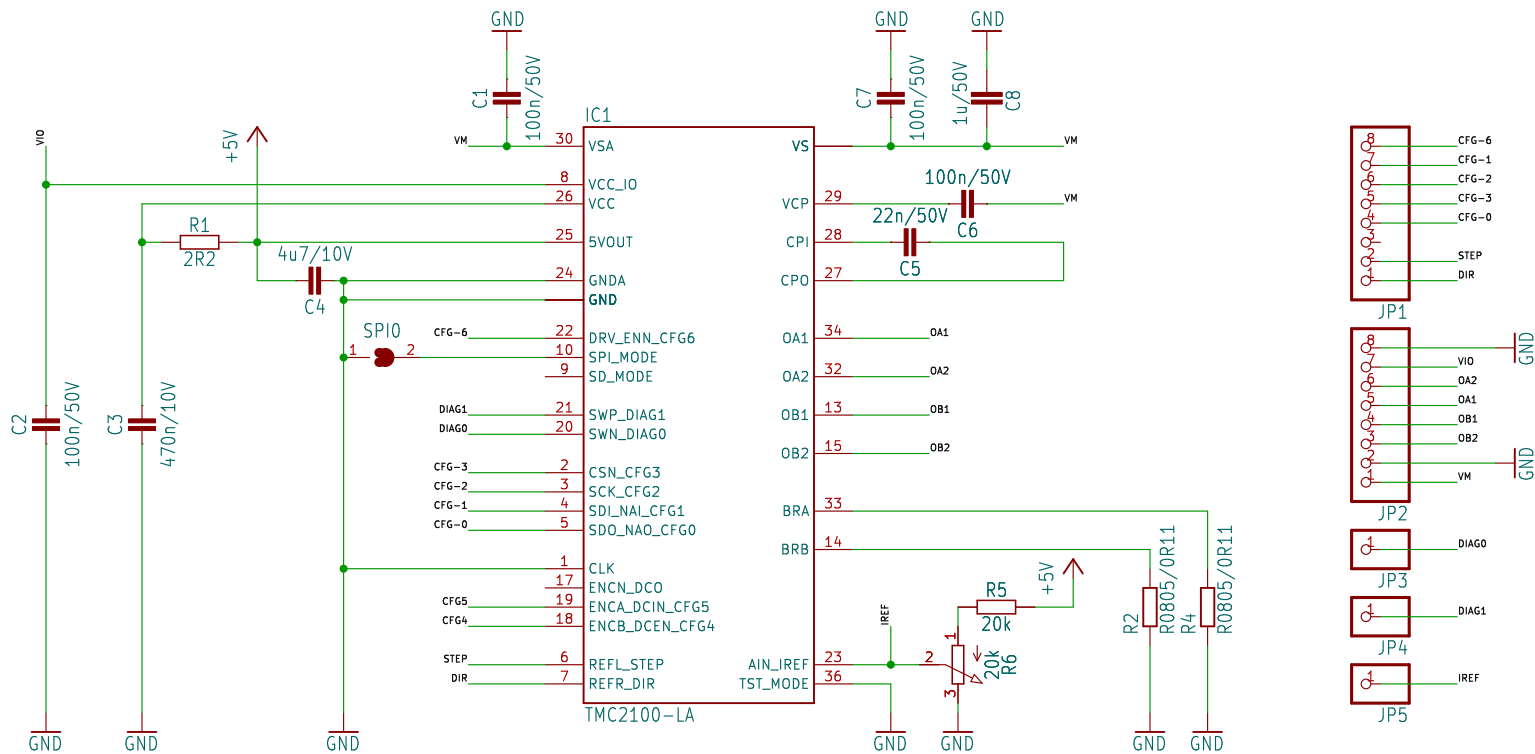 GND
C1
100n/50V
GND
GND
C7
100n/50V
1u/50V
C8
IC1
TMC2100-LA
VIO
+5V
VM
30
VSA
8
VCC_IO
26
VCC
R1
2R2
25
5VOUT
4u7/10V
C4
24
GNDA
GND
CFG-6
22
DRV_ENN_CFG6
SPI0
1
2
10
SPI_MODE
9
SD_MODE
DIAG1
21
SWP_DIAG1
DIAG0
20
SWN_DIAG0
C2
100n/50V
C3
470n/10V
CFG-3
2
CSN_CFG3
CFG-2
3
SCK_CFG2
CFG-1
4
SDI_NAI_CFG1
CFG-0
5
SDO_NAO_CFG0
1
CLK
17
ENCN_DCO
CFG5
19
ENCA_DCIN_CFG5
CFG4
18
ENCB_DCEN_CFG4
STEP
6
REFL_STEP
DIR
7
REFR_DIR
GND
GND
GND
VS
VM
VCP
29
100n/50V
C6
VM
CPI
28
22n/50V
C5
CPO
27
OA1
34
OA1
OA2
32
OA2
OB1
13
OB1
OB2
15
OB2
BRA
33
BRB
14
R2
R0805/0R11
R4
R0805/0R11
+5V
R5
20k
IREF
AIN_IREF
23
TST_MODE
36
1
2
3
20k
R6
GND
GND
GND
GND
8
CFG-6
7
CFG-1
6
CFG-2
5
CFG-3
4
CFG-0
3
2
STEP
1
DIR
JP1
8
GND
7
VIO
6
OA2
5
OA1
4
OB1
3
OB2
2
GND
1
VM
JP2
1
DIAG0
JP3
1
DIAG1
JP4
1
IREF
JP5